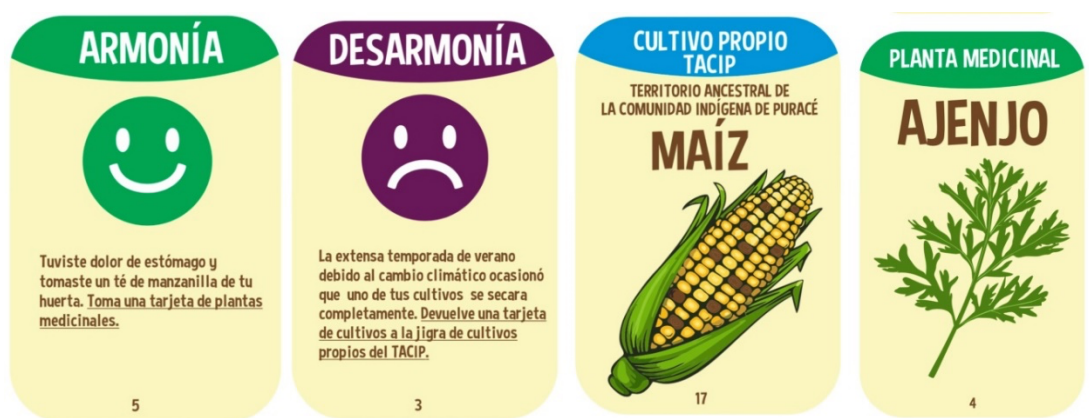 ARMONÍA
Tuviste dolor de estómago y
tomaste un té de manzanilla de tu
huerta. Toma una tarjeta de plantas
medicinales.
5
DESARMONÍA
La extensa temporada de verano
debido al cambio climático ocasionó
que uno de tus cultivos se secara
completamente. Devuelve una tarjeta
de cultivos a la jigra de cultivos
propios del TACIP.
3
CULTIVO PROPIO
TACIP
TERRITORIO ANCESTRAL DE
LA COMUNIDAD INDÍGENA DE PURACÉ
MAÍZ
17
PLANTA MEDICINAL
AJENJO
4